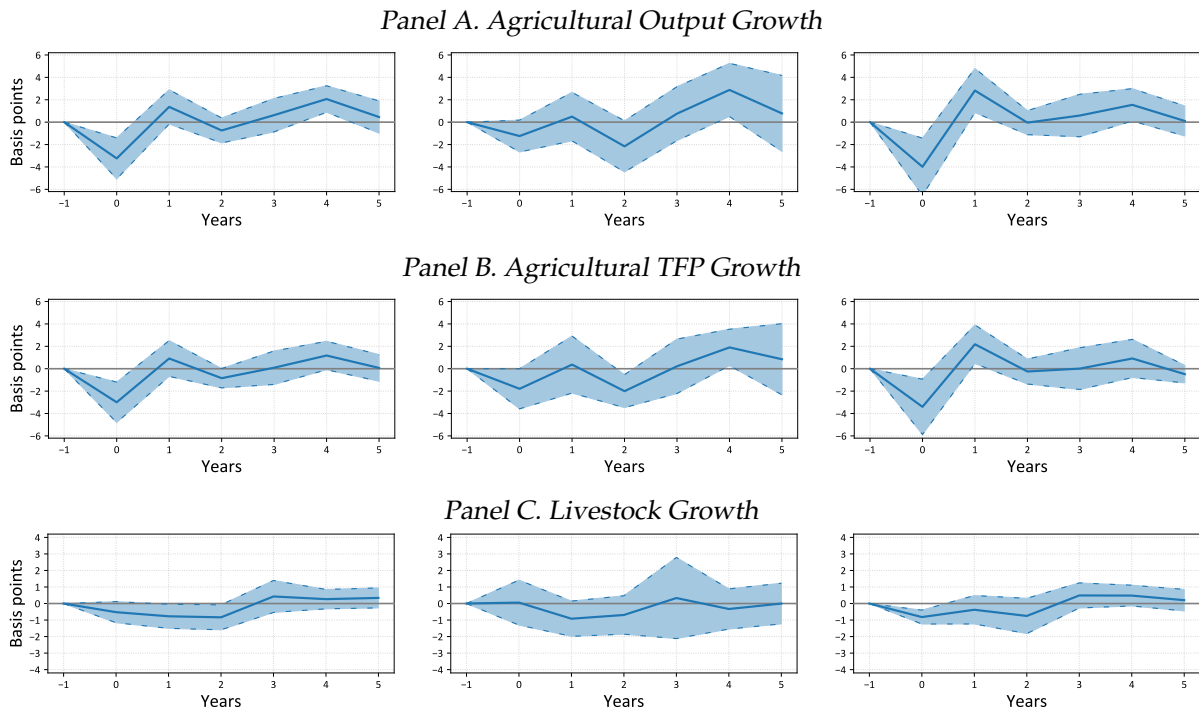 Panel A. Agricultural Output Growth
6
4
2
0
−2
−4
−6
Basis points
−1 0 1 2 3 4 5
Years
6
4
2
0
−2
−4
−6
−1 0 1 2 3 4 5
Years
6
4
2
0
−2
−4
−6
−1 0 1 2 3 4 5
Years
Panel B. Agricultural TFP Growth
6
4
2
0
−2
−4
−6
Basis points
−1 0 1 2 3 4 5
Years
6
4
2
0
−2
−4
−6
−1 0 1 2 3 4 5
Years
6
4
2
0
−2
−4
−6
−1 0 1 2 3 4 5
Years
Panel C. Livestock Growth
4
3
2
1
0
−1
−2
−3
−4
Basis points
−1 0 1 2 3 4 5
Years
4
3
2
1
0
−1
−2
−3
−4
−1 0 1 2 3 4 5
Years
4
3
2
1
0
−1
−2
−3
−4
−1 0 1 2 3 4 5
Years